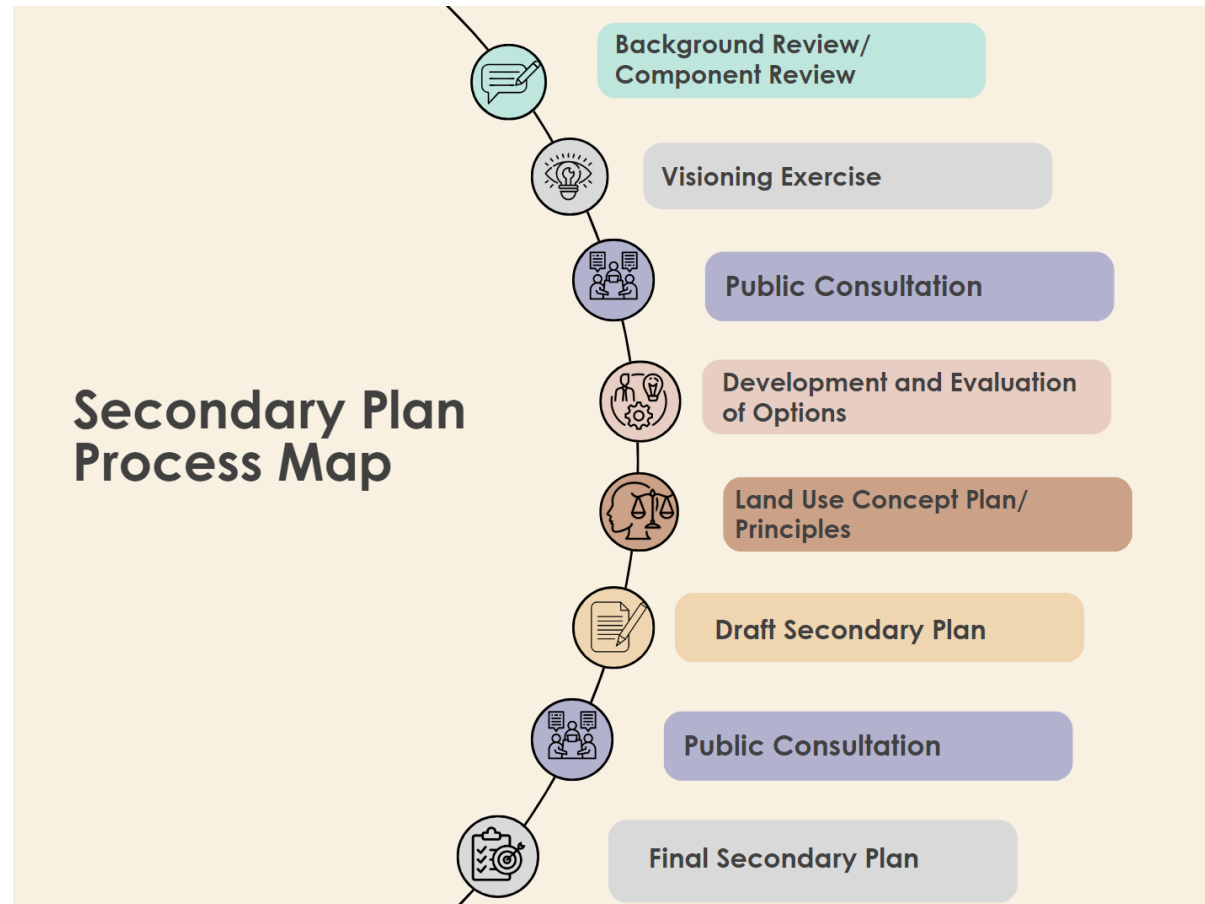 Background Review/
Component Review
Visioning Exercise
Public Consultation
Development and Evaluation
of Options
Secondary Plan
Process Map
Land Use Concept Plan/
Principles
Draft Secondary Plan
Public Consultation
Final Secondary Plan